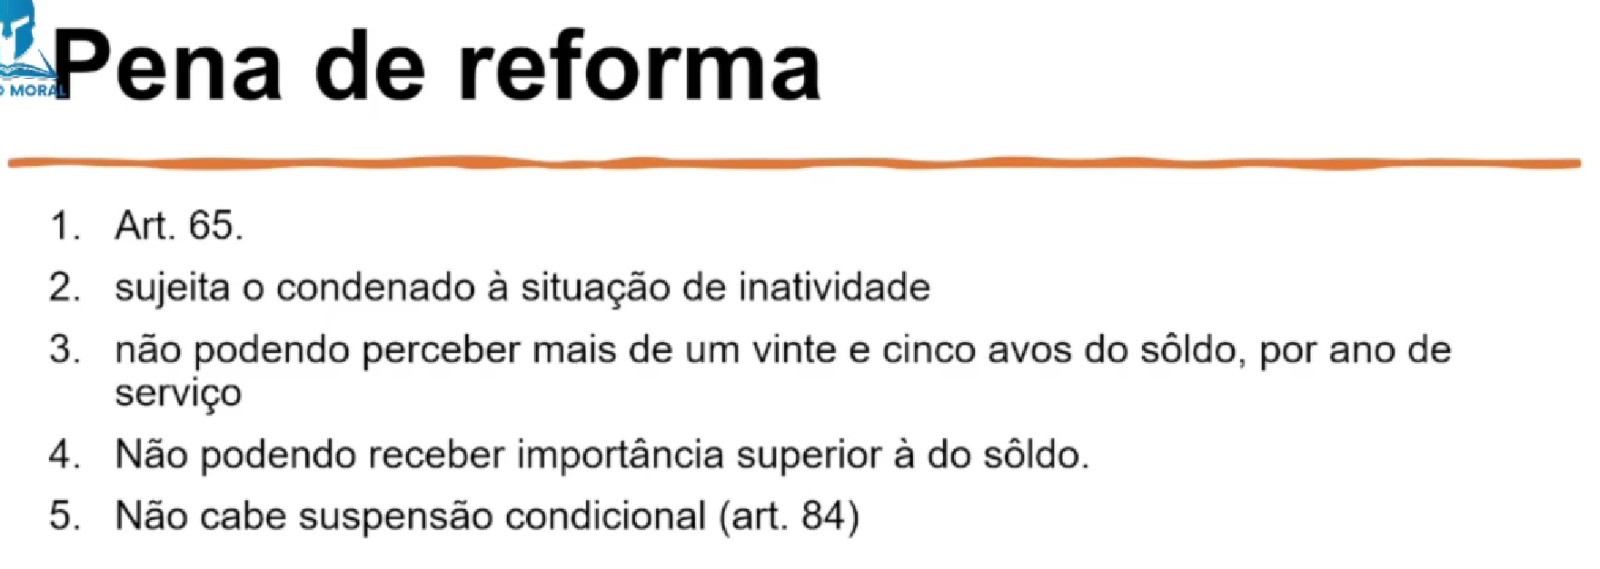 Pena de reforma
MORAL
1. Art. 65.
2. sujeita o condenado à situação de inatividade
3. não podendo perceber mais de um vinte e cinco avos do sôldo, por ano de
serviço
4. Não podendo receber importância superior à do sôldo.
5. Não cabe suspensão condicional (art. 84)